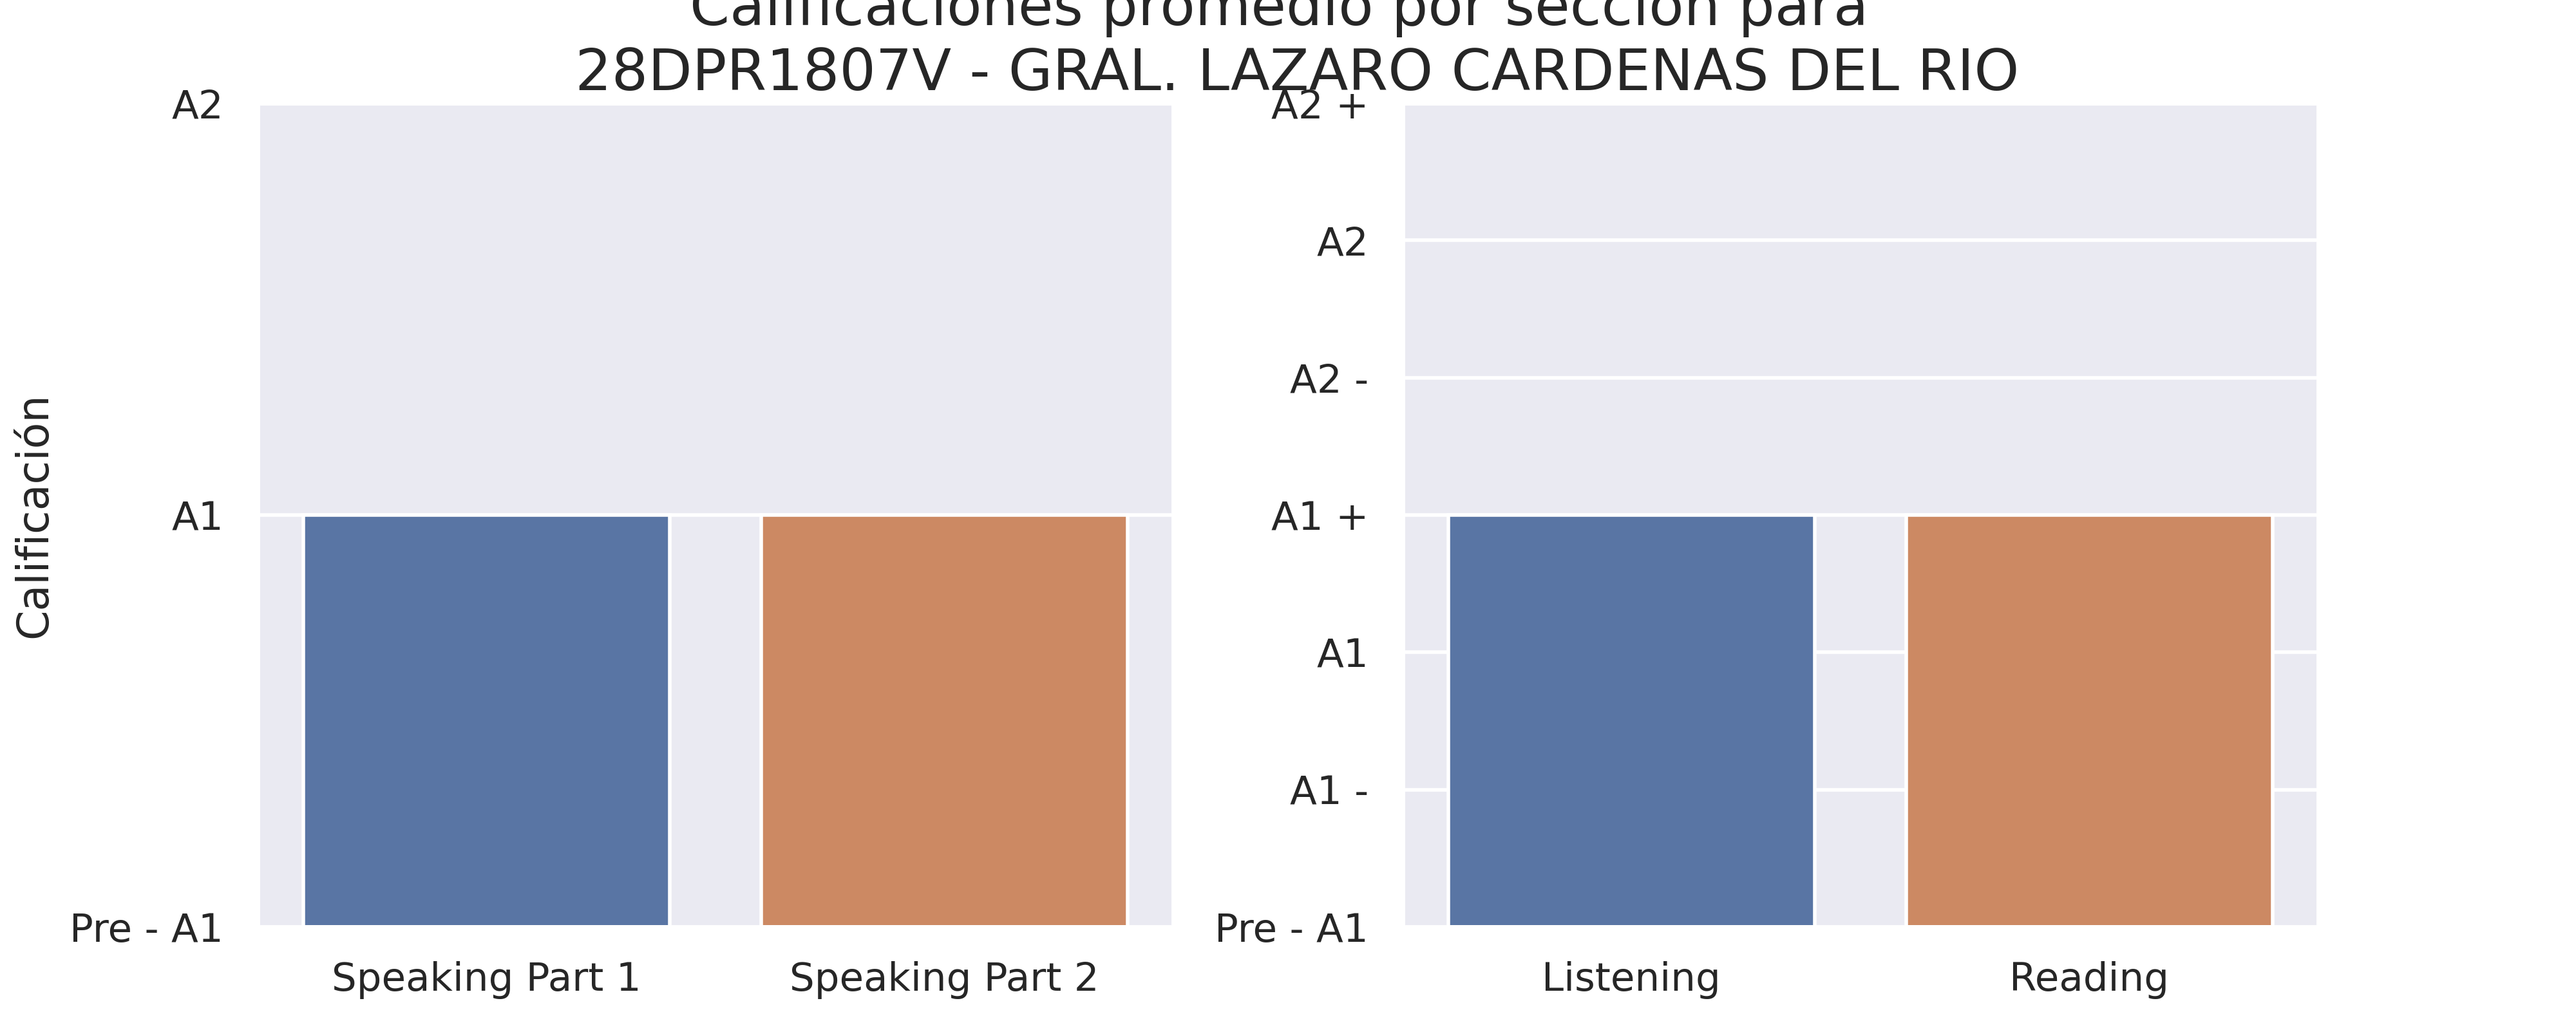 Calificaciones promedio por sección para
28DPR1807V - GRAL. LAZARO CARDENAS DEL RIO
Calificación
A2
A1
Pre - A1
Speaking Part 1
Speaking Part 2
A2 +
A2
A2 -
A1 +
A1
A1 -
Pre - A1
Listening
Reading